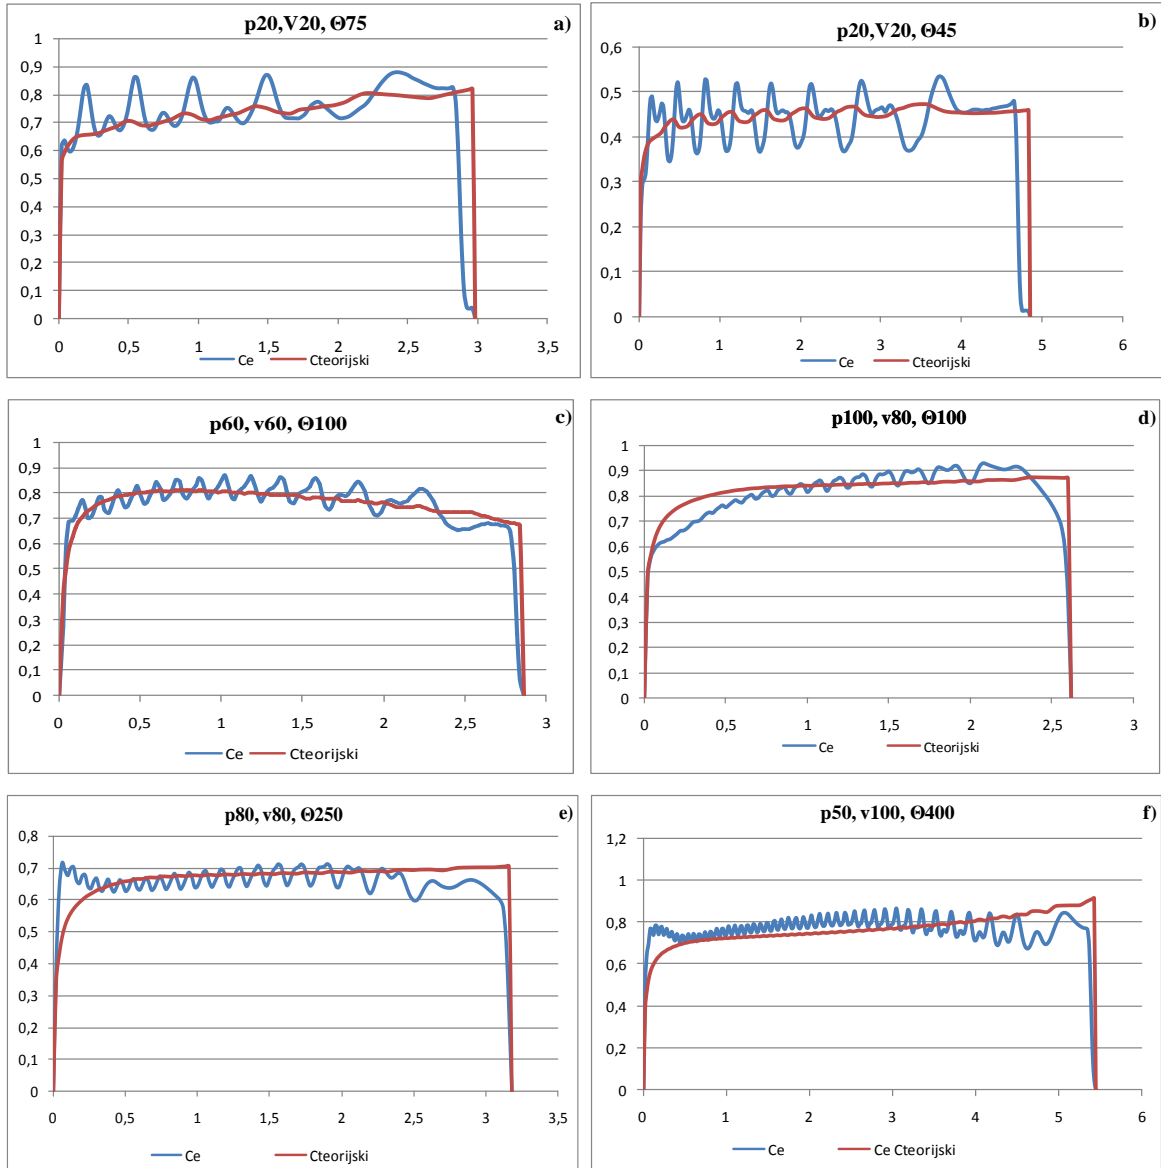 p20,V20, Θ75
a)
1
0,9
0,8
0,7
0,6
0,5
0,4
0,3
0,2
0,1
0
0 0,5 1 1,5 2 2,5 3 3,5
Ce Cteorijski
p20,V20, Θ45
b)
0,6
0,5
0,4
0,3
0,2
0,1
0
0 1 2 3 4 5 6
Ce Cteorijski
p60, v60, Θ100
c)
1
0,9
0,8
0,7
0,6
0,5
0,4
0,3
0,2
0,1
0
0 0,5 1 1,5 2 2,5 3
Ce Cteorijski
p100, v80, Θ100
d)
1
0,9
0,8
0,7
0,6
0,5
0,4
0,3
0,2
0,1
0
0 0,5 1 1,5 2 2,5 3
Ce Cteorijski
p80, v80, Θ250
e)
0,8
0,7
0,6
0,5
0,4
0,3
0,2
0,1
0
0 0,5 1 1,5 2 2,5 3 3,5
Ce Cteorijski
p50, v100, Θ400
f)
1,2
1
0,8
0,6
0,4
0,2
0
0 1 2 3 4 5 6
Ce Ce Cteorijski